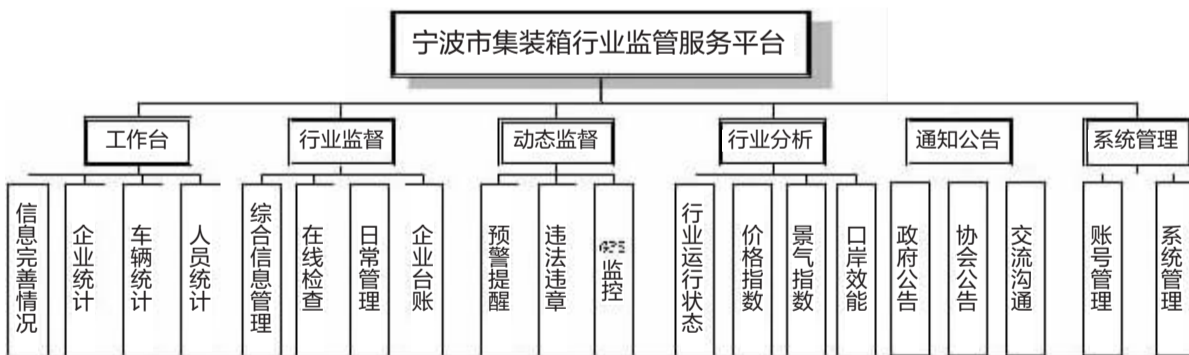 宁波市集装箱行业监管服务平台
工作台
行业监督
动态监督
行业分析
通知公告
系统管理
信息完善情况
企业统计
车辆统计
人员统计
综合信息管理
在线检查
日常管理
企业台账
预警提醒
违法违章
GPS监控
行业运行状态
价格指数
景气指数
口岸效能
政府公告
协会公告
交流沟通
账号管理
系统管理